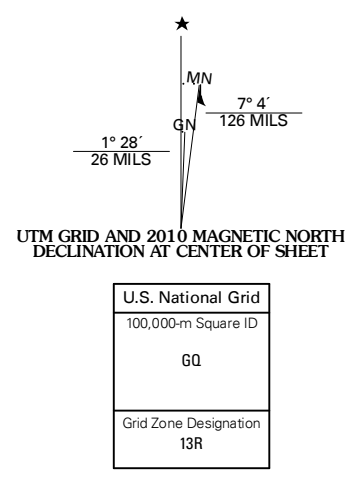 MN
7° 4´
126 MILS
GN
1° 28´
26 MILS
UTM GRID AND 2010 MAGNETIC NORTH
DECLINATION AT CENTER OF SHEET
U.S. National Grid
100,000-m Square ID
GQ
Grid Zone Designation
13R